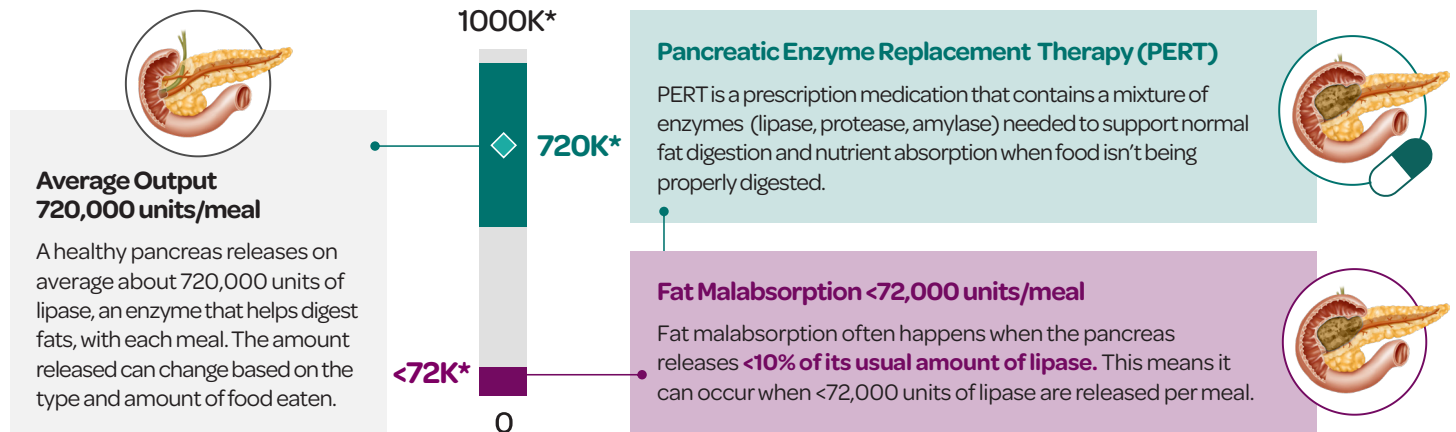 Average Output
720,000 units/meal
A healthy pancreas releases on
average about 720,000 units of
lipase, an enzyme that helps digest
fats, with each meal. The amount
released can change based on the
type and amount of food eaten.
1000K*
720K*
<72K*
0
Pancreatic Enzyme Replacement Therapy (PERT)
PERT is a prescription medication that contains a mixture of
enzymes (lipase, protease, amylase) needed to support normal
fat digestion and nutrient absorption when food isn't being
properly digested.
Fat Malabsorption <72,000 units/meal
Fat malabsorption often happens when the pancreas
releases <10% of its usual amount of lipase. This means it
can occur when <72,000 units of lipase are released per meal.